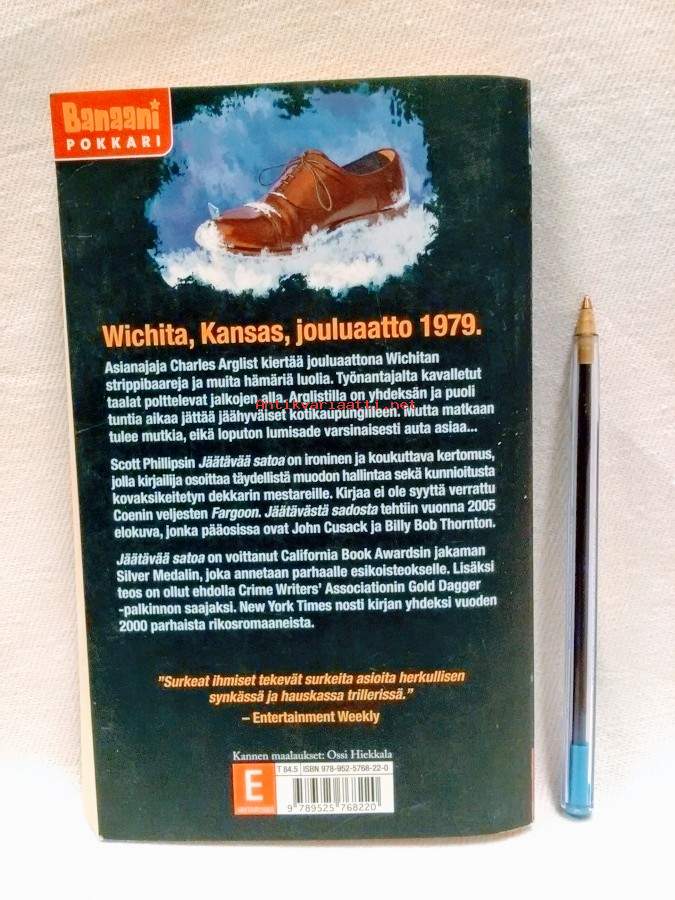 Banaani
POKKARI
Wichita, Kansas, jouluaatto 1979.
Asianajaja Charles Arglist kiertää jouluaattona Wichitan
strippibaareja ja muita hämäriä luolia. Työnantajalta kavalletut
taalat polttelevat jalkojen alla. Arglistilla on yhdeksän ja puoli
Antikvariaatti.net
tuntia aikaa jättää jäähyväiset kotikaupungilleen. Mutta matkaan
tulee mutkia, eikä loputon lumisade varsinaisesti auta asiaa...
Scott Phillipsin Jäätävää satoa on ironinen ja koukuttava kertomus,
jolla kirjailija osoittaa täydellistä muodon hallintaa sekä kunnioitusta
kovaksikeitetyn dekkarin mestareille. Kirjaa ei ole syyttä verrattu
Coenin veljesten Fargoon. Jäätävästä sadosta tehtiin vuonna 2005
elokuva, jonka pääosissa ovat John Cusack ja Billy Bob Thornton.
Jäätävää satoa on voittanut California Book Awardsin jakaman
Silver Medalin, joka annetaan parhaalle esikoisteokselle. Lisäksi
teos on ollut ehdolla Crime Writers' Associationin Gold Dagger
-palkinnon saajaksi. New York Times nosti kirjan yhdeksi vuoden
2000 parhaista rikosromaaneista.
”Surkeat ihmiset tekevät surkeita asioita herkullisen
synkässä ja hauskassa trillerissä.”
– Entertainment Weekly
Kannen maalaukset: Ossi Hiekkala
T 84.5 ISBN 978-952-5768-22-0
E
9 789525 768220